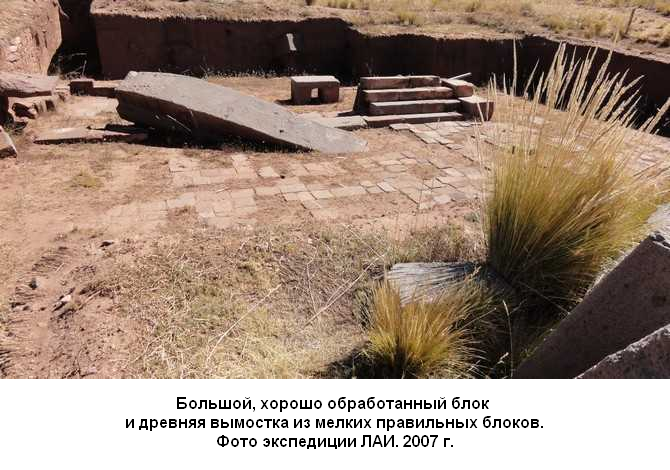 Большой, хорошо обработанный блок
и древняя вымостка из мелких правильных блоков.
Фото экспедиции ЛАИ. 2007 г.